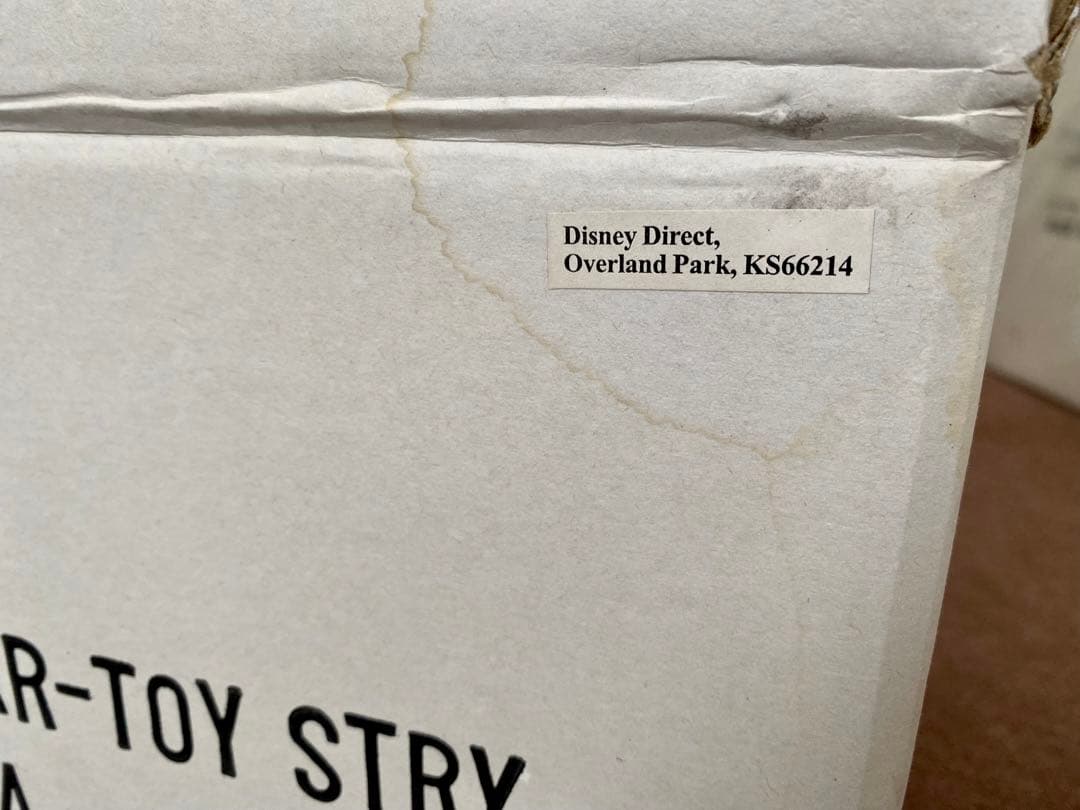 Disney Direct,
Overland Park, KS66214
R-TOY STRY
A